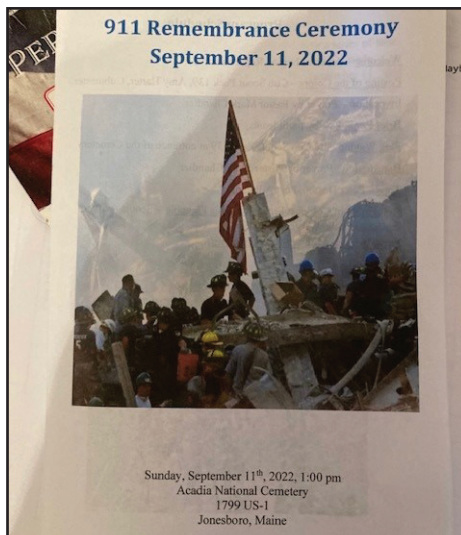 911 Remembrance Ceremony
September 11, 2022
PER
Sunday, September 11th, 2022, 1:00 pm
Acadia National Cemetery
1799 US-1
Jonesboro, Maine